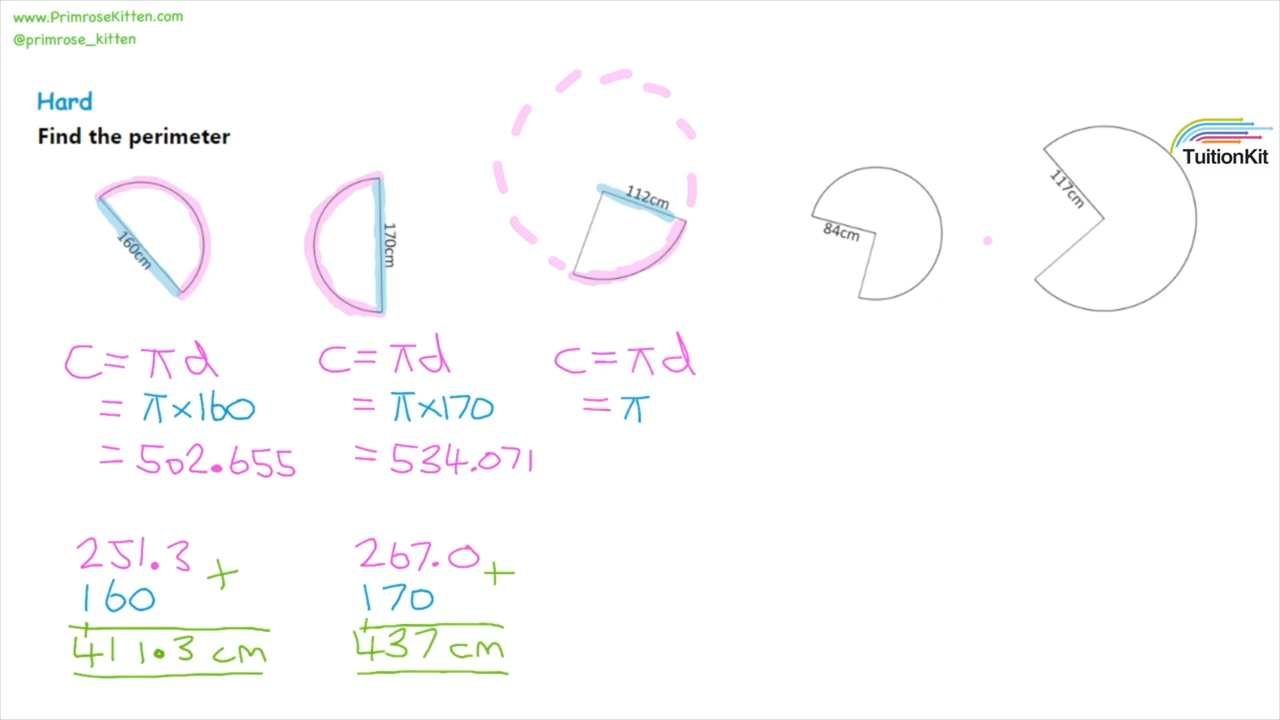 www.PrimroseKitten.com
@primrose_kitten
Hard
Find the perimeter
TuitionKit
160cm
170cm
112cm
84cm
117cm
C = πd
= π×160
= 502.655
251.3 +
160
411.3 cm
C = πd
= π×170
= 534.071
267.0 +
170
437 cm
C = πd
= π